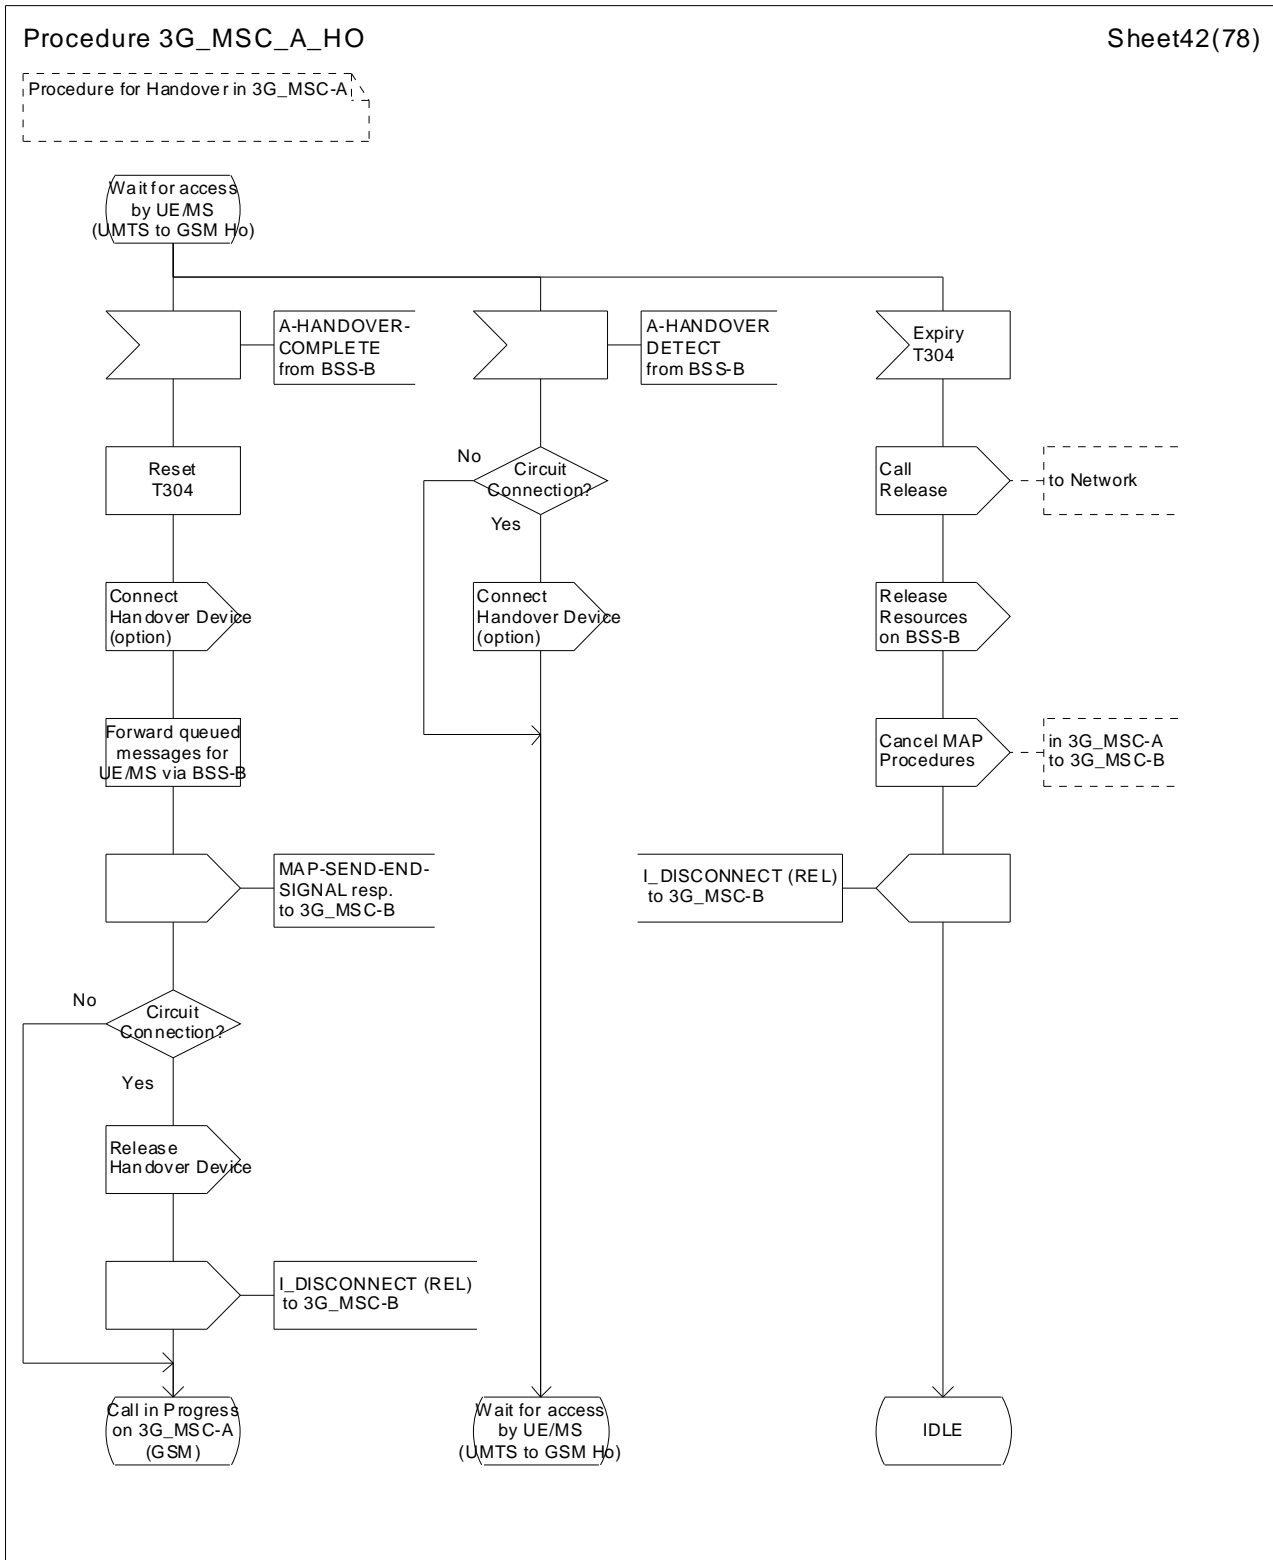 Procedure 3G_MSC_A_HO
Sheet42(78)
Procedure for Handover in 3G_MSC-A
Wait for access
by UE/MS
(UMTS to GSM Ho)
A-HANDOVER-
COMPLETE
from BSS-B
A-HANDOVER
DETECT
from BSS-B
Expiry
T304
Reset
T304
No
Circuit
Connection?
Yes
Call
Release
to Network
Connect
Handover Device
(option)
Connect
Handover Device
(option)
Release
Resources
on BSS-B
Forward queued
messages for
UE/MS via BSS-B
Cancel MAP
Procedures
in 3G_MSC-A
to 3G_MSC-B
MAP-SEND-END-
SIGNAL resp.
to 3G_MSC-B
I_DISCONNECT (REL)
to 3G_MSC-B
No
Circuit
Connection?
Yes
Release
Handover Device
I_DISCONNECT (REL)
to 3G_MSC-B
Call in Progress
on 3G_MSC-A
(GSM)
Wait for access
by UE/MS
(UMTS to GSM Ho)
IDLE